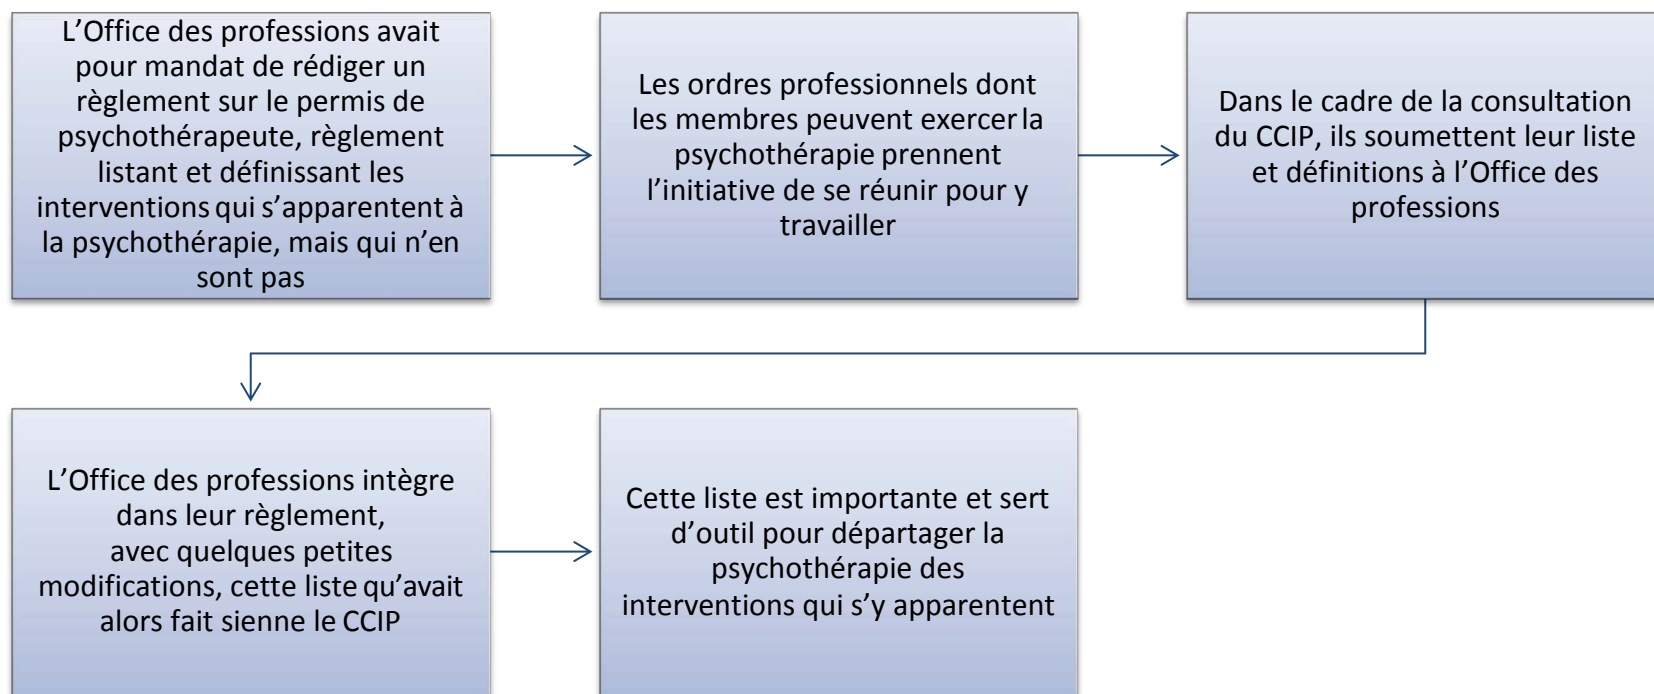 L’Office des professions avait
pour mandat de rédiger un
règlement sur le permis de
psychothérapeute, règlement
listant et définissant les
interventions qui s’apparentent à
la psychothérapie, mais qui n’en
sont pas
Les ordres professionnels dont
les membres peuvent exercer la
psychothérapie prennent
l’initiative de se réunir pour y
travailler
Dans le cadre de la consultation
du CCIP, ils soumettent leur liste
et définitions à l’Office des
professions
L’Office des professions intègre
dans leur règlement,
avec quelques petites
modifications, cette liste qu’avait
alors fait sienne le CCIP
Cette liste est importante et sert
d’outil pour départager la
psychothérapie des
interventions qui s’y apparentent